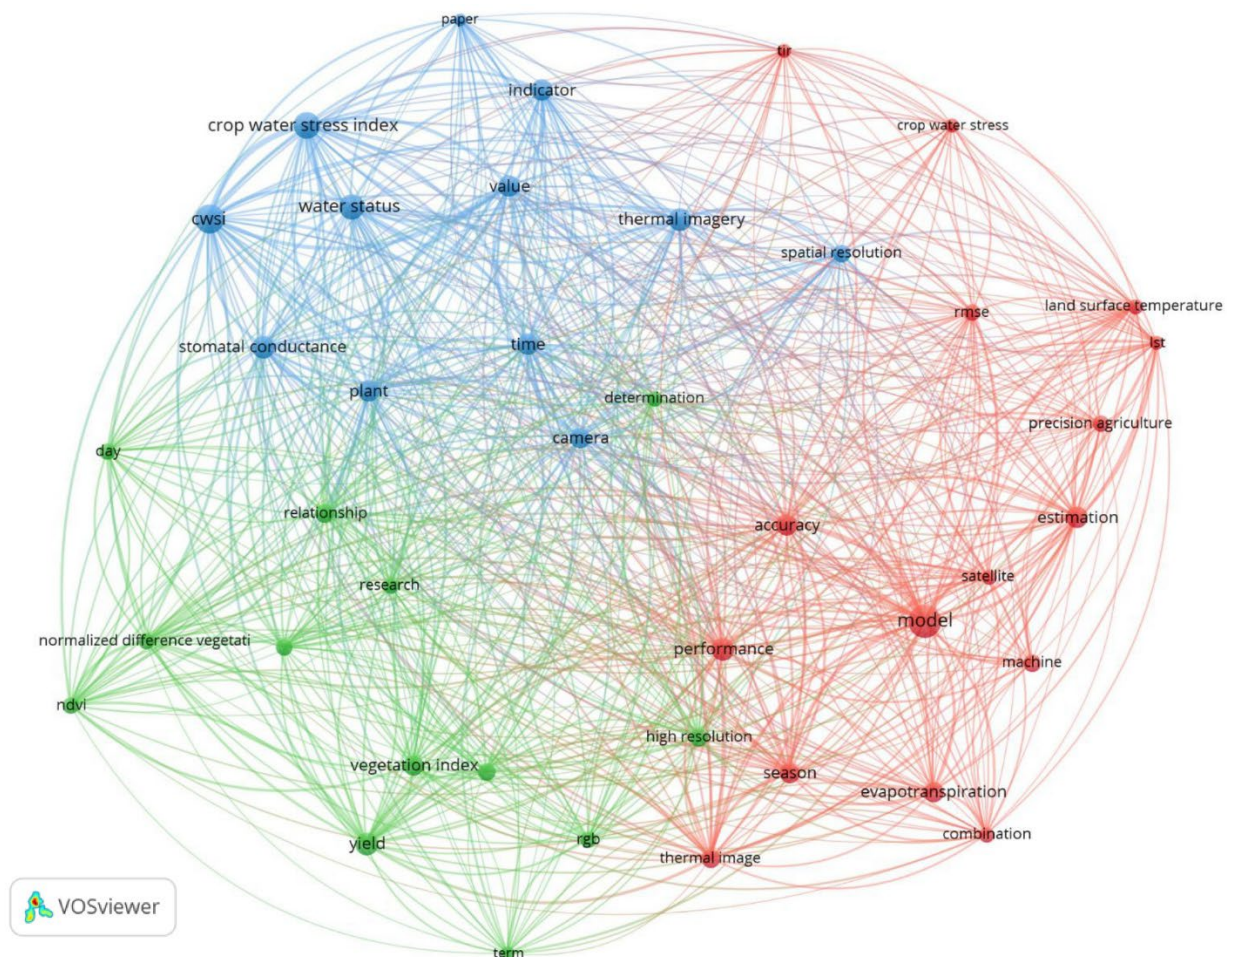 paper
tir
indicator
crop water stress index
crop water stress
value
water status
cwsi
thermal imagery
spatial resolution
land surface temperature
rmse
lst
stomatal conductance
time
plant
determination
precision agriculture
camera
day
relationship
estimation
accuracy
research
satellite
model
normalized difference vegetati
performance
machine
ndvi
high resolution
vegetation index
season
evapotranspiration
combination
yield
rgb
thermal image
VOSviewer
term